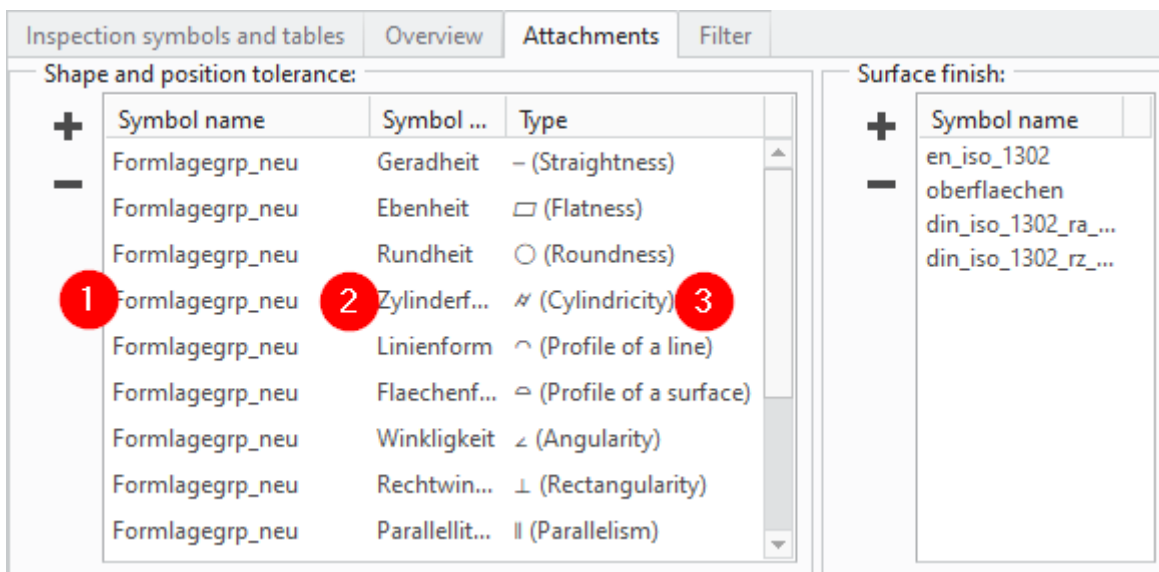 Inspection symbols and tables Overview Attachments Filter
Shape and position tolerance:
Symbol name Symbol ... Type
Formlagegrp_neu Geradheit – (Straightness)
Formlagegrp_neu Ebenheit ▱ (Flatness)
Formlagegrp_neu Rundheit ○ (Roundness)
1 Formlagegrp_neu 2 Zylinderf... ⌭ (Cylindricity) 3
Formlagegrp_neu Linienform ⌒ (Profile of a line)
Formlagegrp_neu Flaechenf... ⌓ (Profile of a surface)
Formlagegrp_neu Winkligkeit ∠ (Angularity)
Formlagegrp_neu Rechtwin... ⊥ (Rectangularity)
Formlagegrp_neu Parallellit... ∥ (Parallelism)
Surface finish:
Symbol name
en_iso_1302
oberflaechen
din_iso_1302_ra_...
din_iso_1302_rz_...